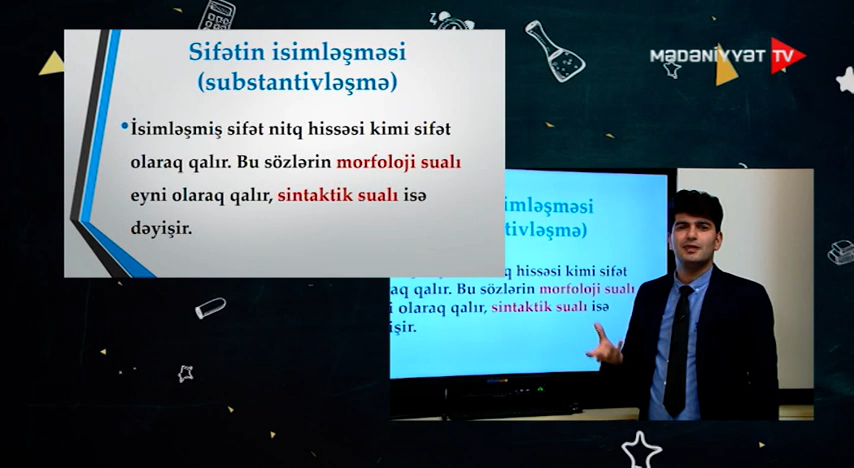 Sifətin isimləşməsi
(substantivləşmə)
•İsimləşmiş sifət nitq hissəsi kimi sifət
olaraq qalır. Bu sözlərin morfoloji sualı
eyni olaraq qalır, sintaktik sualı isə
dəyişir.
MƏDƏNİYYƏT TV
imləşməsi
tivləşmə)
q hissəsi kimi sifət
aq qalır. Bu sözlərin morfoloji sualı
i olaraq qalır, sintaktik sualı isə
işir.